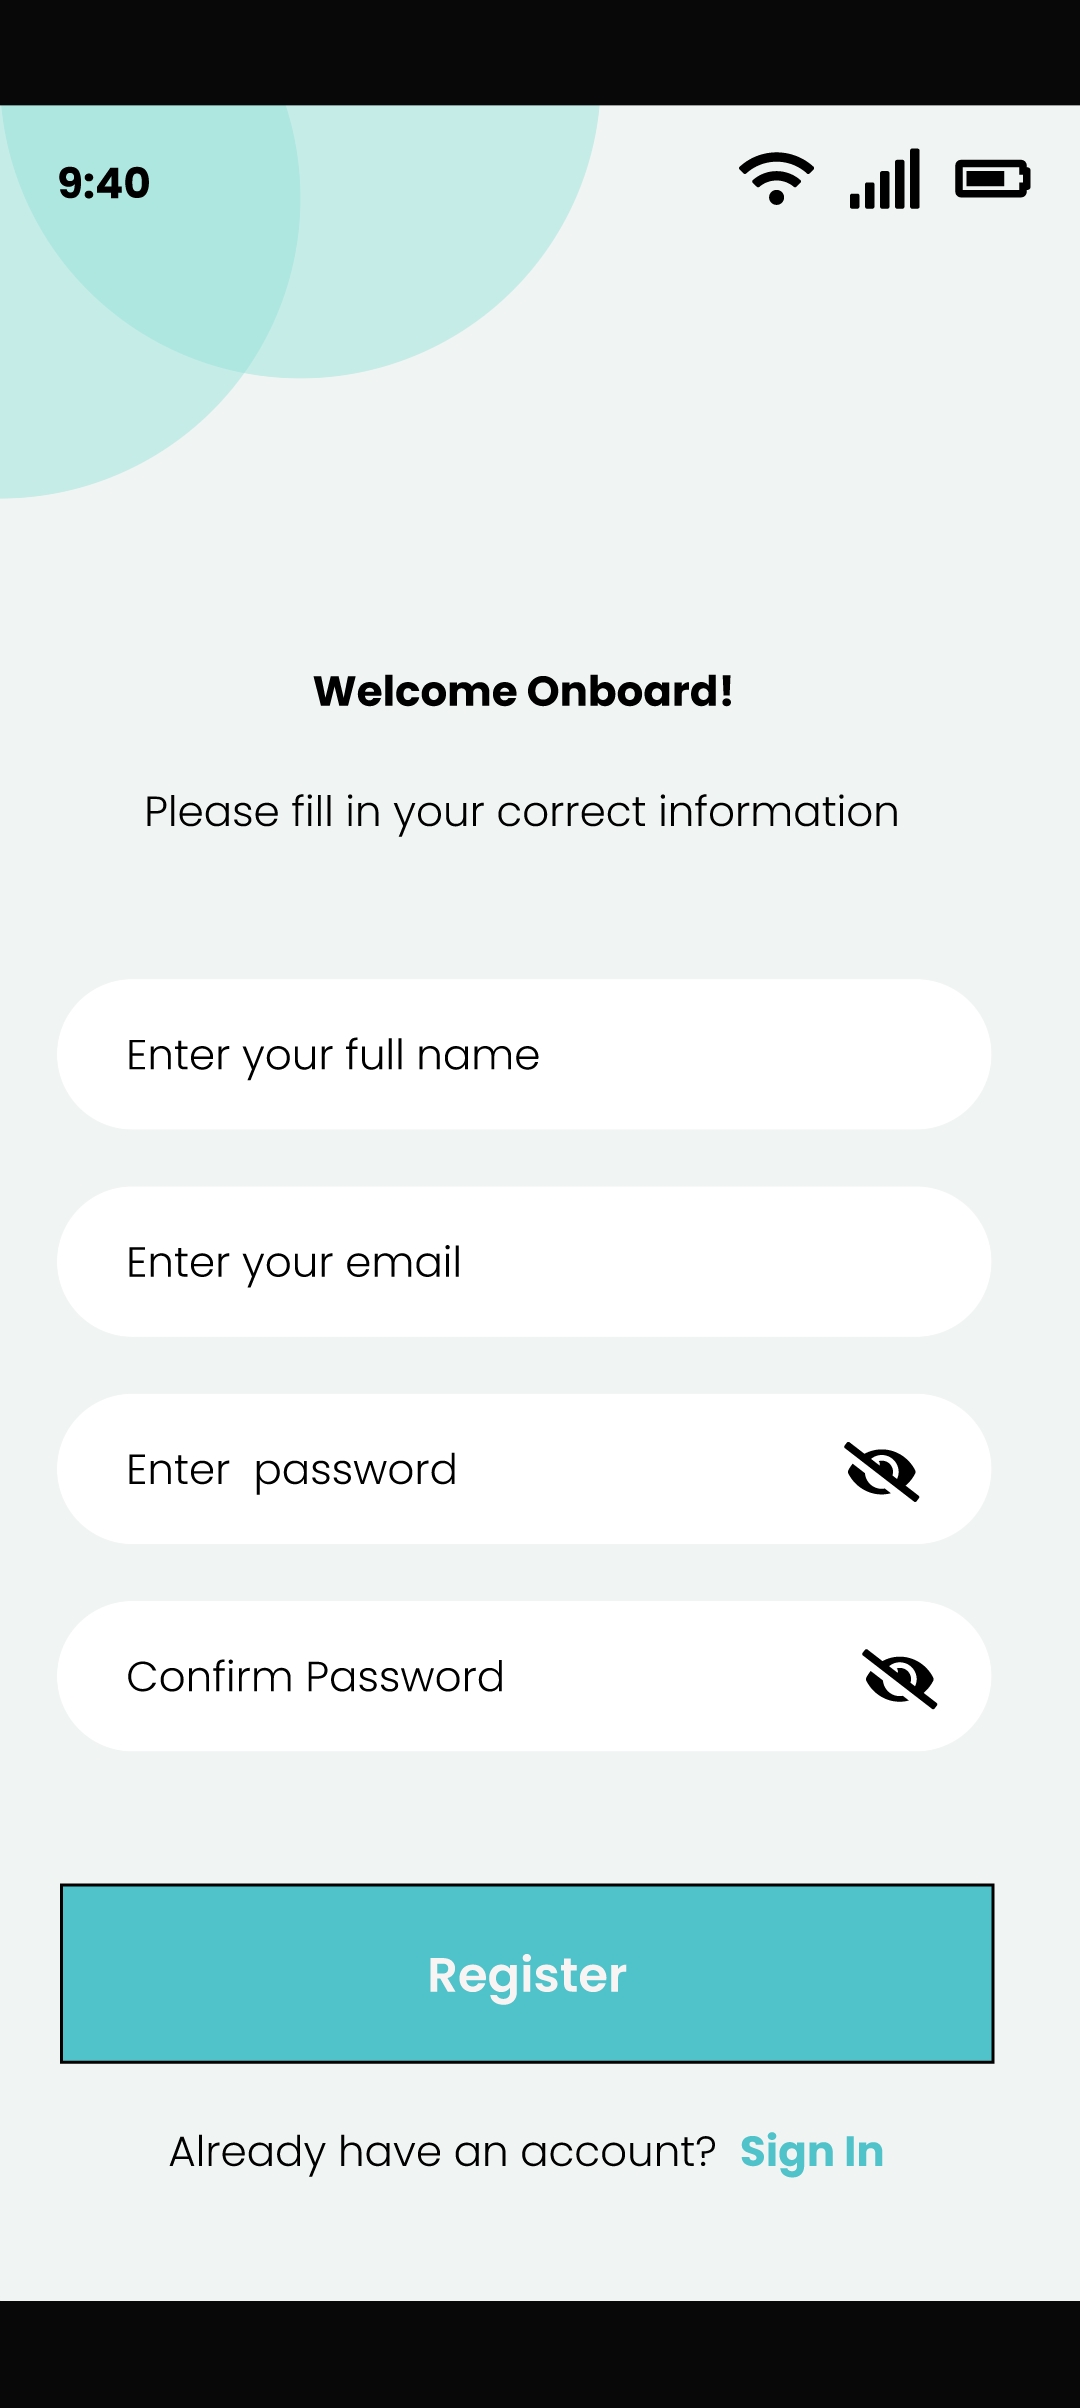 9:40
Welcome Onboard!
Please fill in your correct information
Enter your full name
Enter your email
Enter  password
Confirm Password
Register
Already have an account?  Sign In